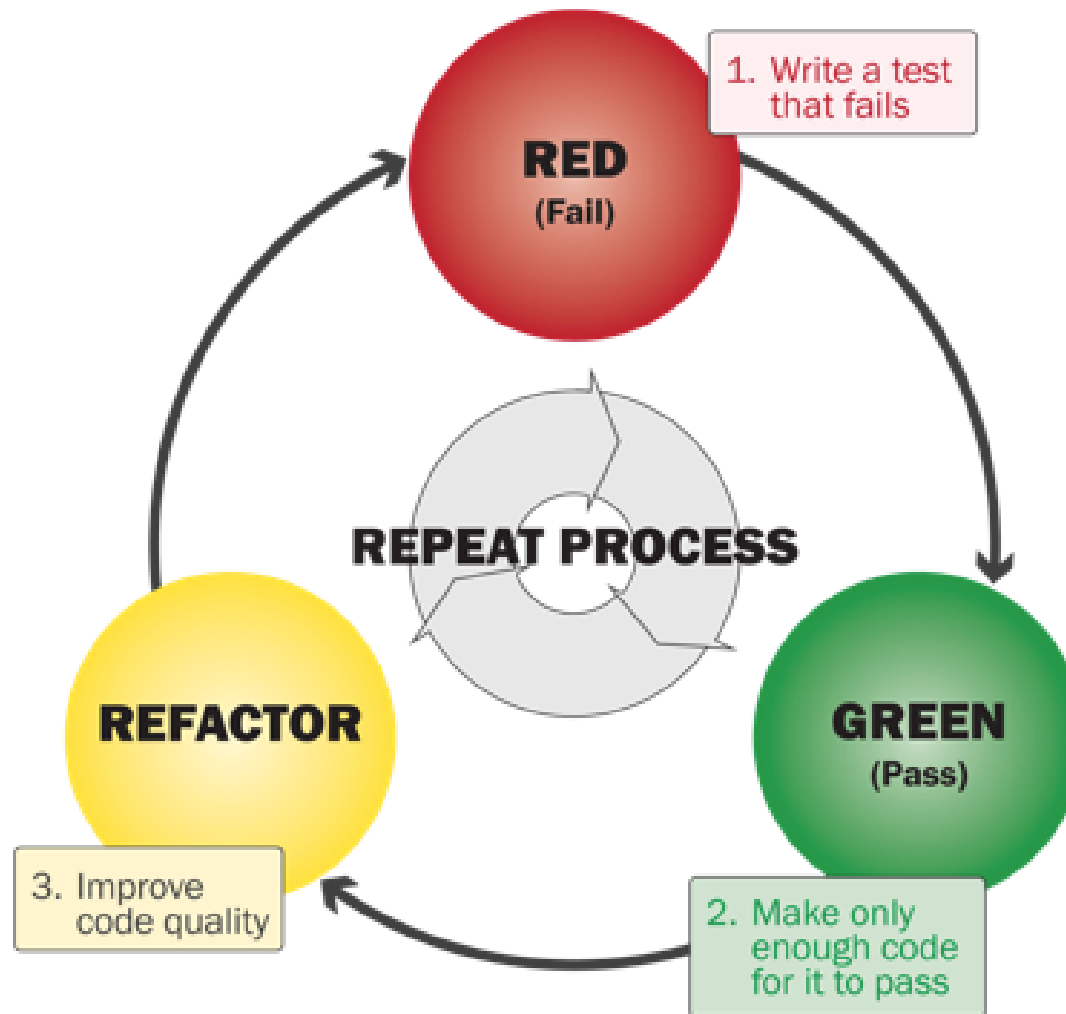 1. Write a test
that fails
RED
(Fail)
REPEAT PROCESS
REFACTOR
GREEN
(Pass)
3. Improve
code quality
2. Make only
enough code
for it to pass